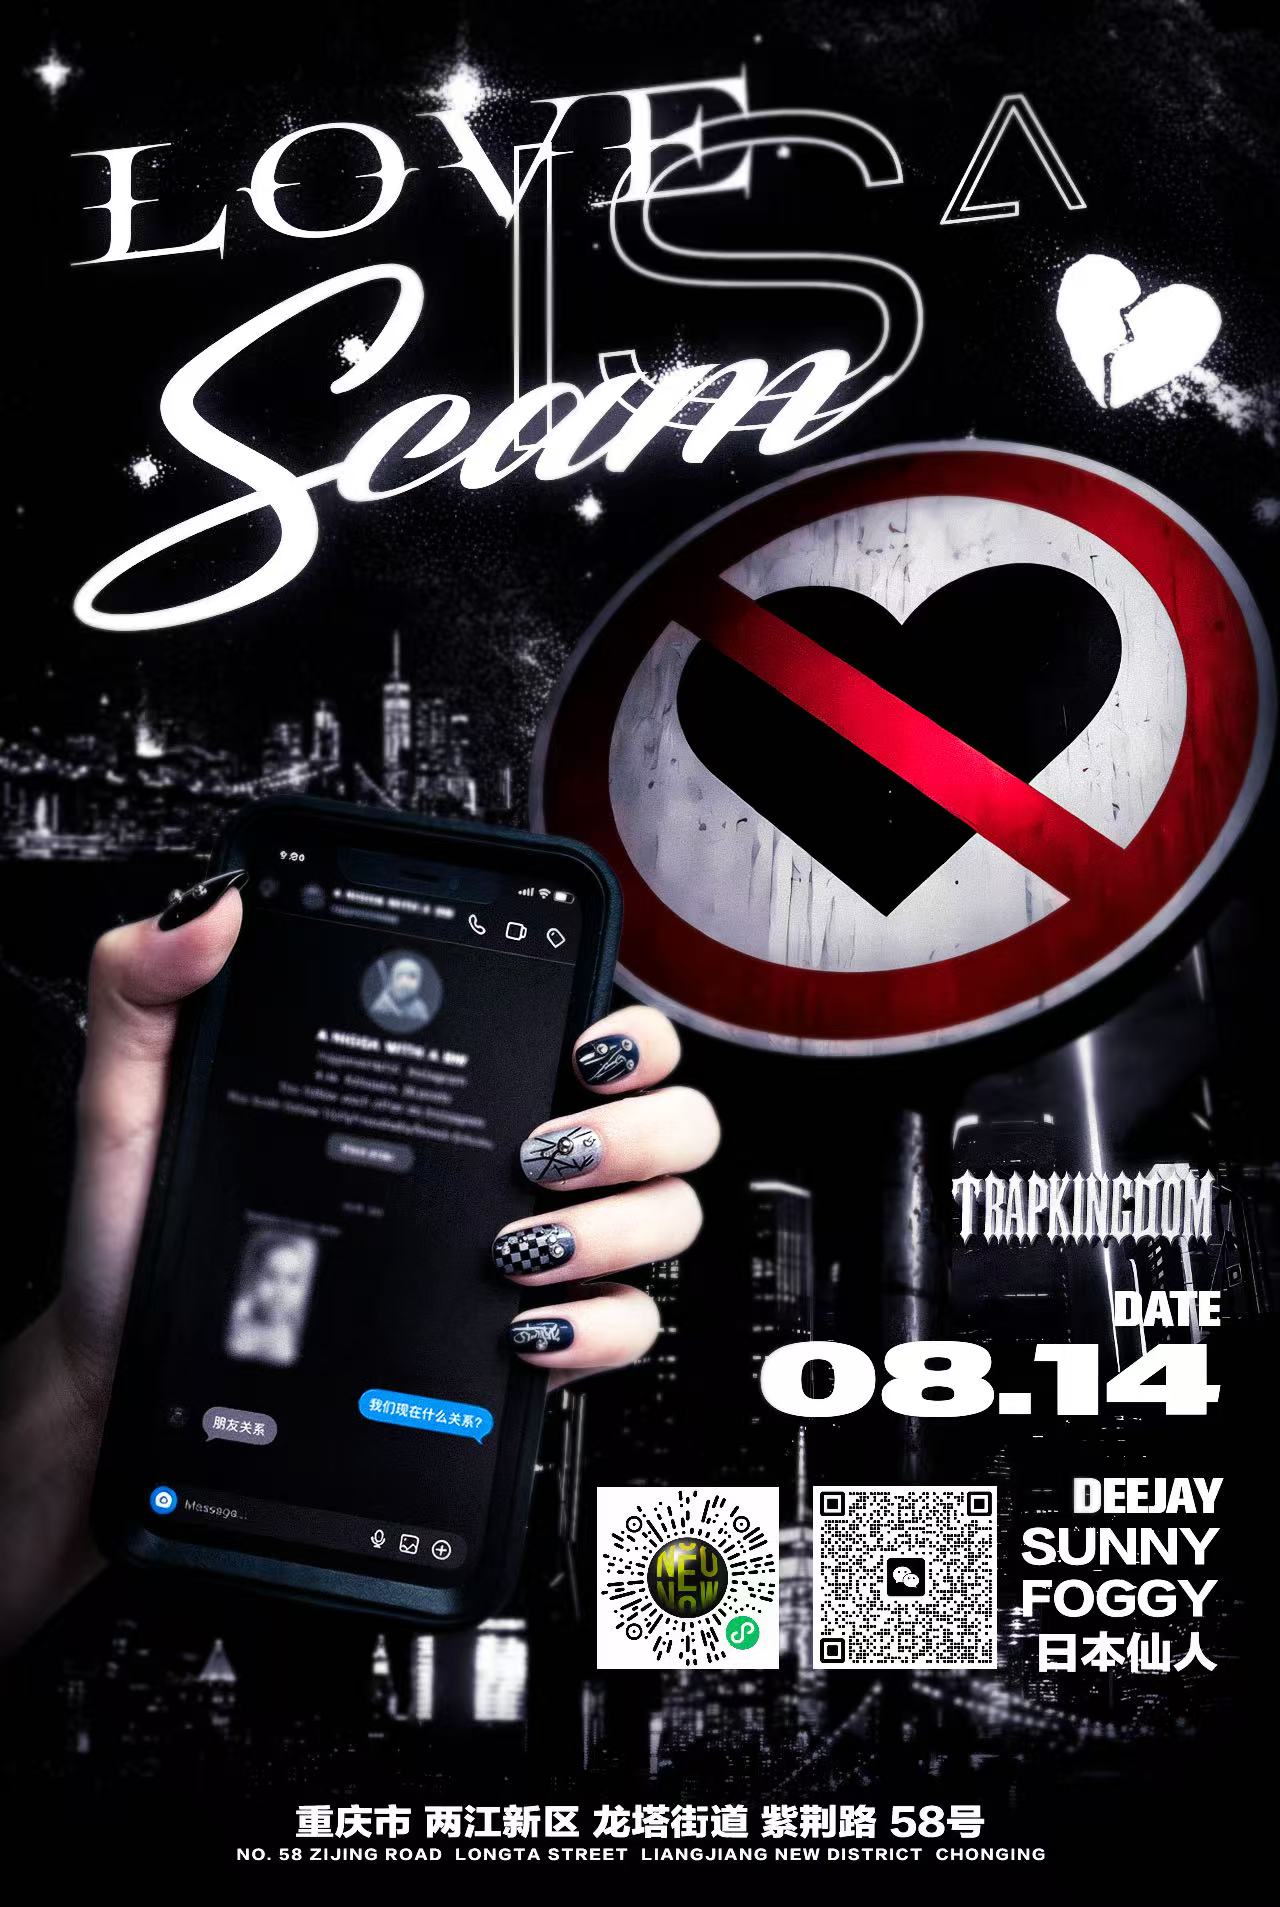 LOVE IS A
Scam
9:00
我们现在什么关系?
朋友关系
Message...
TRAPKINGDOM
DATE
08.14
NEU
NOW
DEEJAY
SUNNY
FOGGY
日本仙人
重庆市 两江新区 龙塔街道 紫荆路 58号
NO. 58 ZIJING ROAD LONGTA STREET LIANGJIANG NEW DISTRICT CHONGING